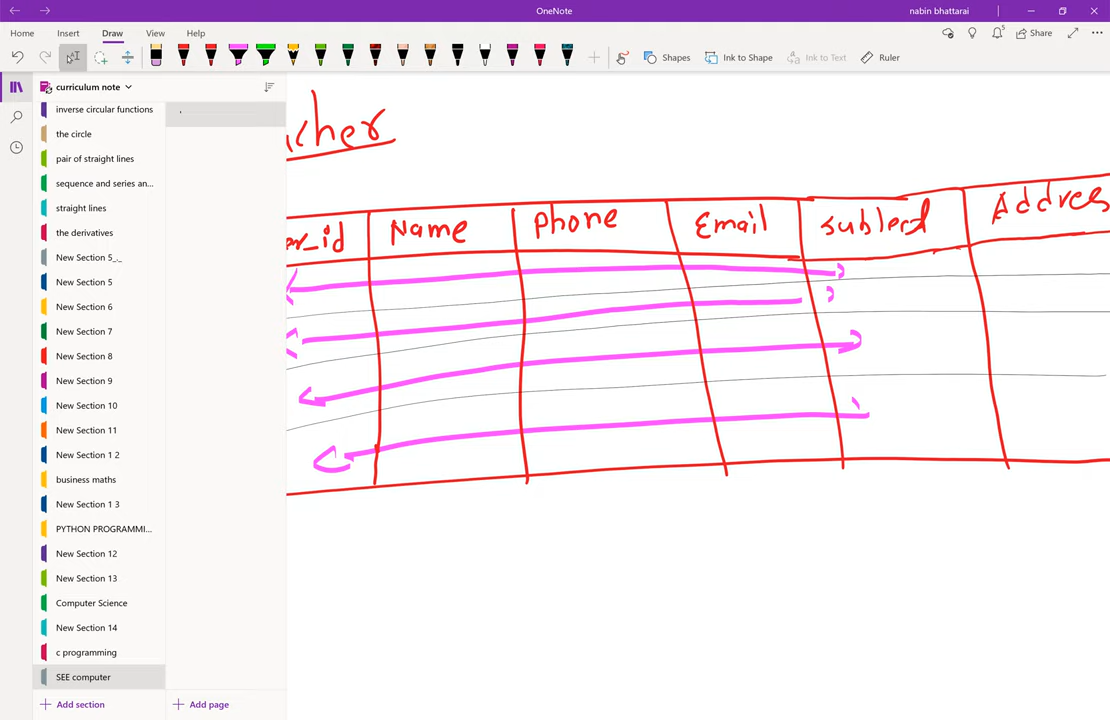 OneNote
nabin bhattarai
Home Insert Draw View Help
Share
Shapes Ink to Shape Ink to Text Ruler
curriculum note
inverse circular functions
the circle
pair of straight lines
sequence and series an...
straight lines
the derivatives
New Section 5_._
New Section 5
New Section 6
New Section 7
New Section 8
New Section 9
New Section 10
New Section 11
New Section 1 2
business maths
New Section 1 3
PYTHON PROGRAMMI...
New Section 12
New Section 13
Computer Science
New Section 14
c programming
SEE computer
Add section Add page
cher
er_id Name Phone Email Addres